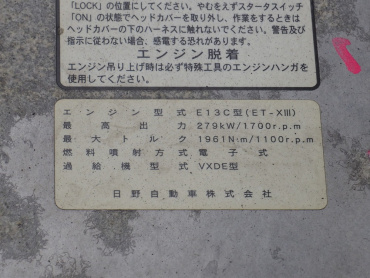 「LOCK」の位置にしてください。やむをえずスタータスイッチ
「ON」の状態でヘッドカバーを取り外し、作業をするときは
ヘッドカバーの下のハーネスに触れないでください。警告及び
指示に従わない場合、感電する恐れがあります。
エンジン脱着
エンジン吊り上げ時は必ず特殊工具のエンジンハンガを
使用してください。
エンジン型式 E13C型(ET-XIII)
最高出力 279kW/1700r.p.m
最大トルク 1961N·m/1100r.p.m
燃料噴射方式 電子式
過給機型式 VXDE型
日野自動車株式会社